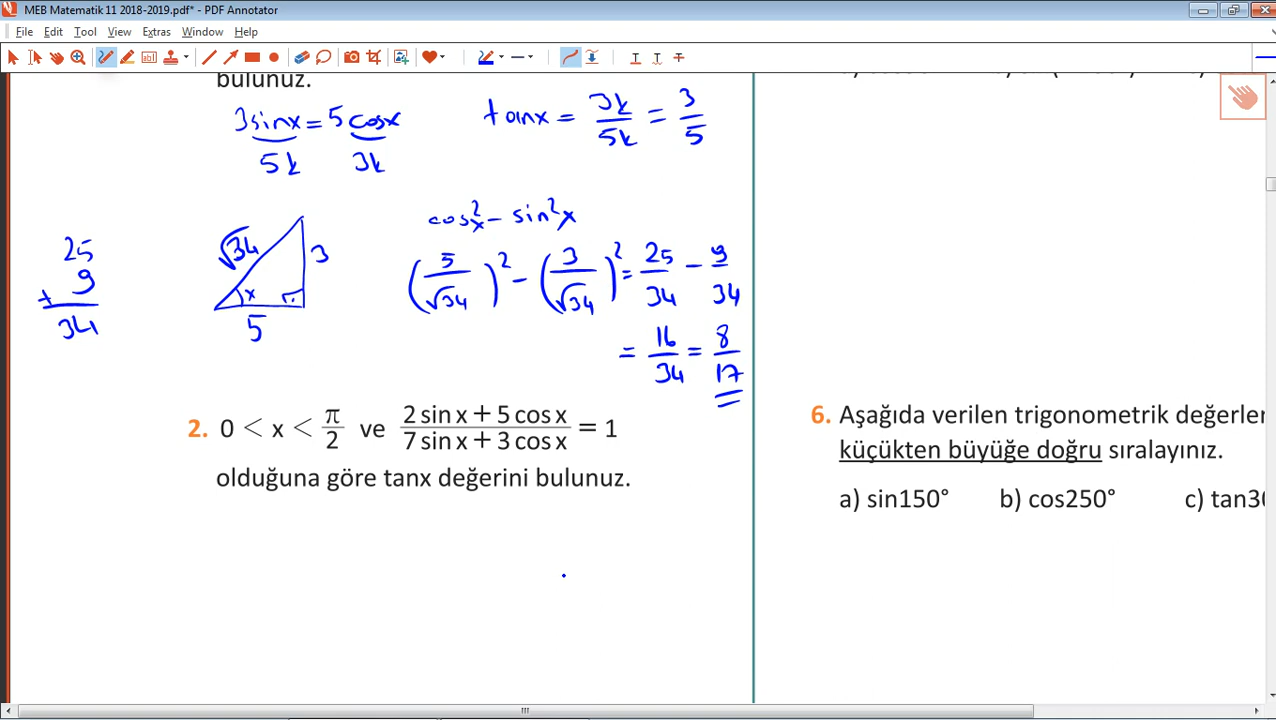 MEB Matematik 11 2018-2019.pdf* - PDF Annotator
File Edit Tool View Extras Window Help
bulunuz.
3sinx = 5cosx
5k 3k
tanx = 3k/5k = 3/5
25
9
+
34
√34
3
x
5
cos²x - sin²x
(5/√34)² - (3/√34)² = 25/34 - 9/34
= 16/34 = 8/17
2. 0 < x < π/2 ve (2 sin x + 5 cos x)/(7 sin x + 3 cos x) = 1
olduğuna göre tanx değerini bulunuz.
6. Aşağıda verilen trigonometrik değerler
küçükten büyüğe doğru sıralayınız.
a) sin150° b) cos250° c) tan30